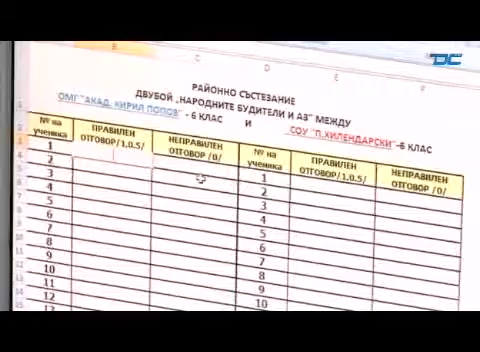 DC
B C D E F
РАЙОННО СЪСТЕЗАНИЕ
ДВУБОЙ „НАРОДНИТЕ БУДИТЕЛИ И АЗ" МЕЖДУ
ОМГ "АКАД. КИРИЛ ПОПОВ" - 6 КЛАС И СОУ "П.ХИЛЕНДАРСКИ"-6 КЛАС
№ на ученика ПРАВИЛЕН ОТГОВОР/1,0.5/ НЕПРАВИЛЕН ОТГОВОР /0/ № на ученика ПРАВИЛЕН ОТГОВОР/1.0.5/ НЕПРАВИЛЕН ОТГОВОР /0/
1 1
2 2
3 3
4 4
5 5
6 6
7 7
8 8
9 9
10 10
11
12